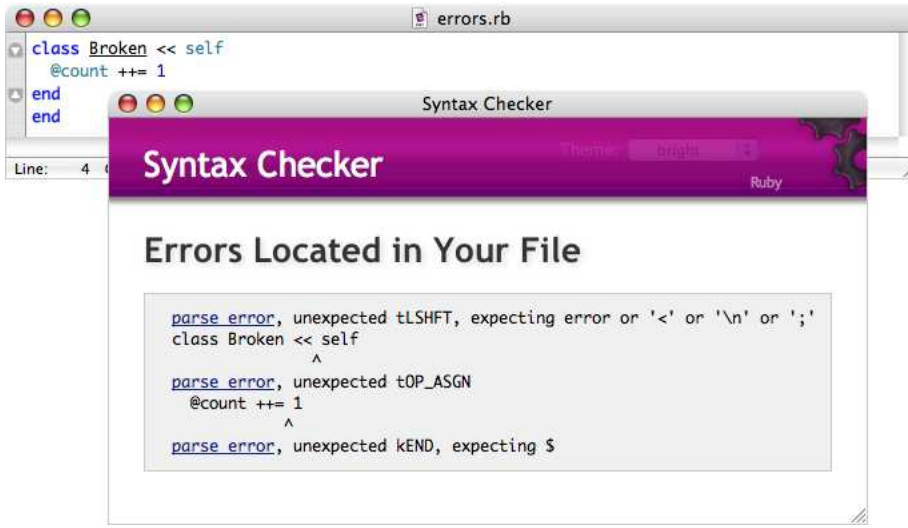 errors.rb
class Broken << self
@count ++= 1
end
end
Line: 4
Syntax Checker
Syntax Checker
Theme: bright
Ruby
Errors Located in Your File
parse error, unexpected tLSHFT, expecting error or '<' or '\n' or ';'
class Broken << self
^
parse error, unexpected tOP_ASGN
@count ++= 1
^
parse error, unexpected kEND, expecting $